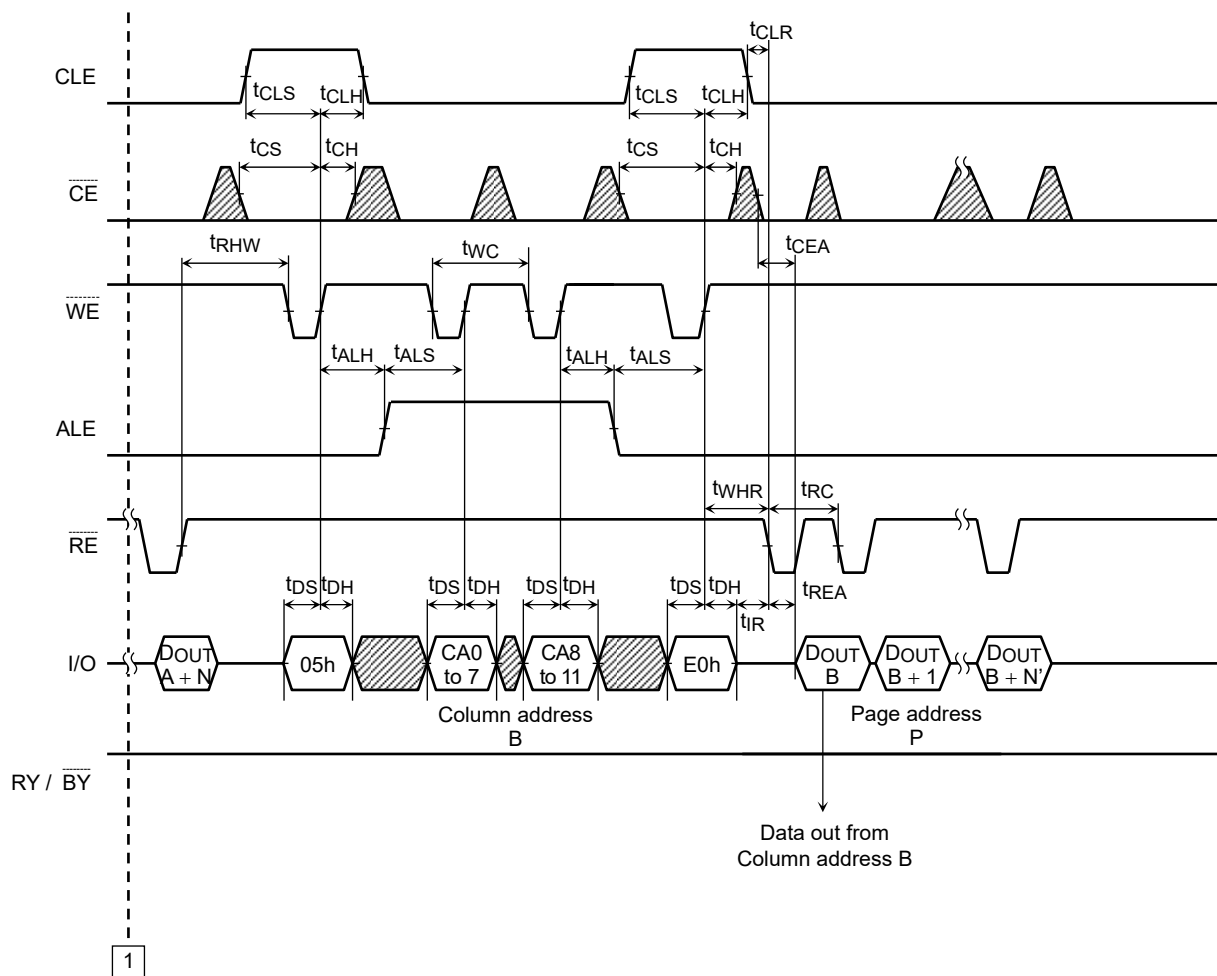 tCLR
CLE
tCLS tCLH tCLS tCLH
tCS tCH tCS tCH
CE
tCEA
tRHW tWC
WE
tALH tALS tALH tALS
ALE
tWHR tRC
RE
tDS tDH tDS tDH tDS tDH tDS tDH tREA
tIR
I/O
DOUT
A + N
05h
CA0
to 7
CA8
to 11
E0h
DOUT
B
DOUT
B + 1
DOUT
B + N’
Column address
B
Page address
P
RY / BY
Data out from
Column address B
1